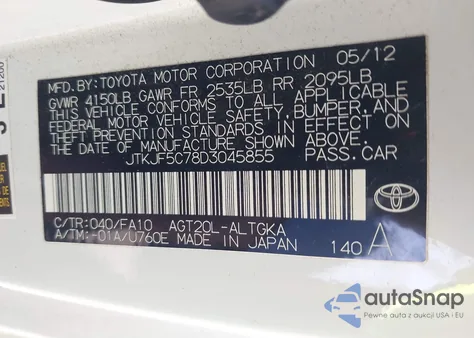 MFD.BY:TOYOTA MOTOR CORPORATION 05/12
GVWR 4150LB GAWR FR 2535LB RR 2095LB
THIS VEHICLE CONFORMS TO ALL APPLICABLE
FEDERAL MOTOR VEHICLE SAFETY,BUMPER,AND
THEFT PREVENTION STANDARDS IN EFFECT ON
THE DATE OF MANUFACTURE SHOWN ABOVE.
JTKJF5C78D3045855 PASS.CAR
C/TR:040/FA10 AGT20L-ALTGKA
A/TM:-01A/U760E MADE IN JAPAN 140 A
autoSnap
Pewne auta z aukcji USA i EU